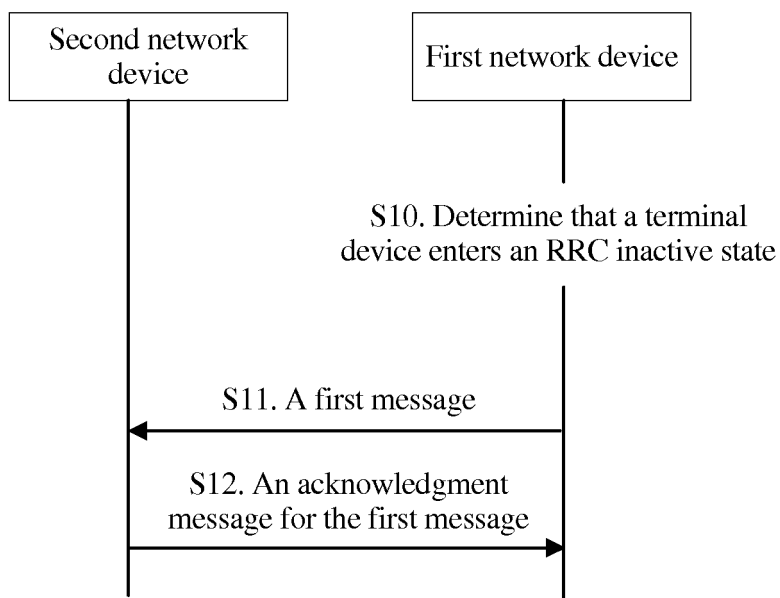 Second network
device
First network device
S10. Determine that a terminal
device enters an RRC inactive state
S11. A first message
S12. An acknowledgment
message for the first message